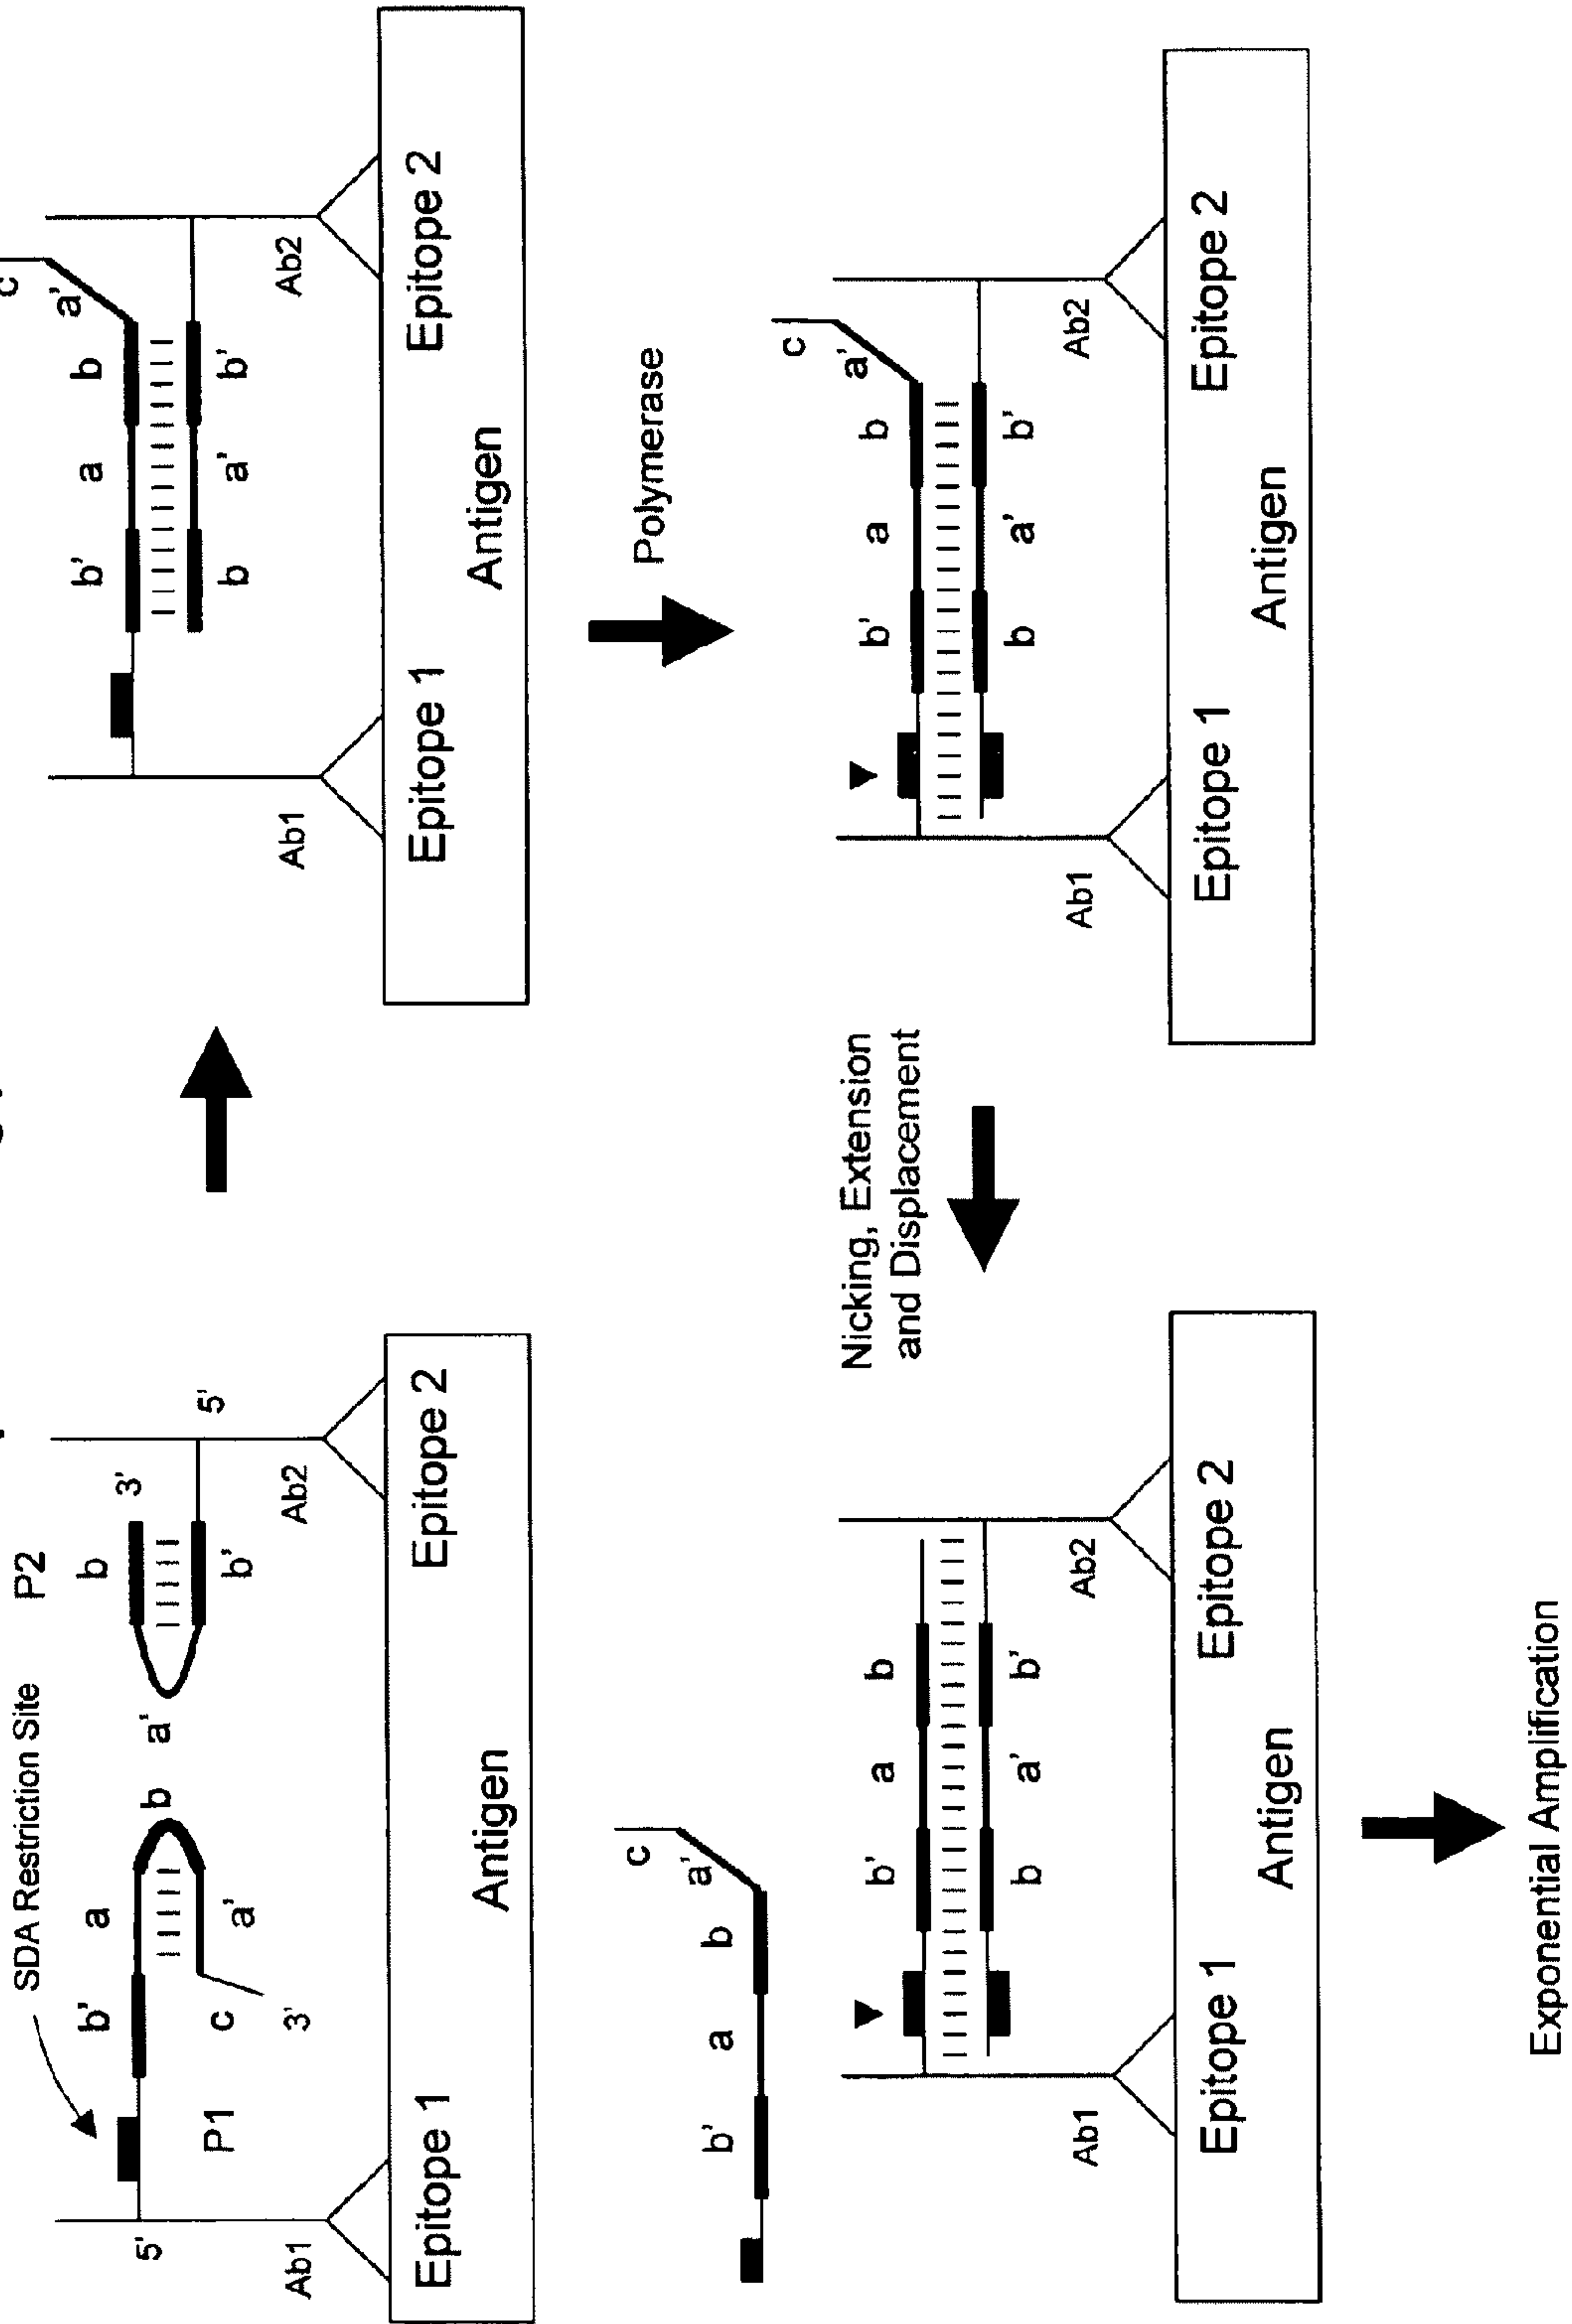 SDA Restriction Site
P2
b' a b a' b 3'
P1 c a' b'
5' 3' 5'
Ab1 Ab2
Epitope 1 Epitope 2
Antigen
c
b' a b a'
b a' b'
Ab1 Ab2
Epitope 1 Epitope 2
Antigen
Polymerase
c
b' a b a'
b a' b'
Ab1 Ab2
Epitope 1 Epitope 2
Antigen
Nicking, Extension
and Displacement
c
b' a b a'
b' a b
b a' b'
Ab1 Ab2
Epitope 1 Epitope 2
Antigen
Exponential Amplification